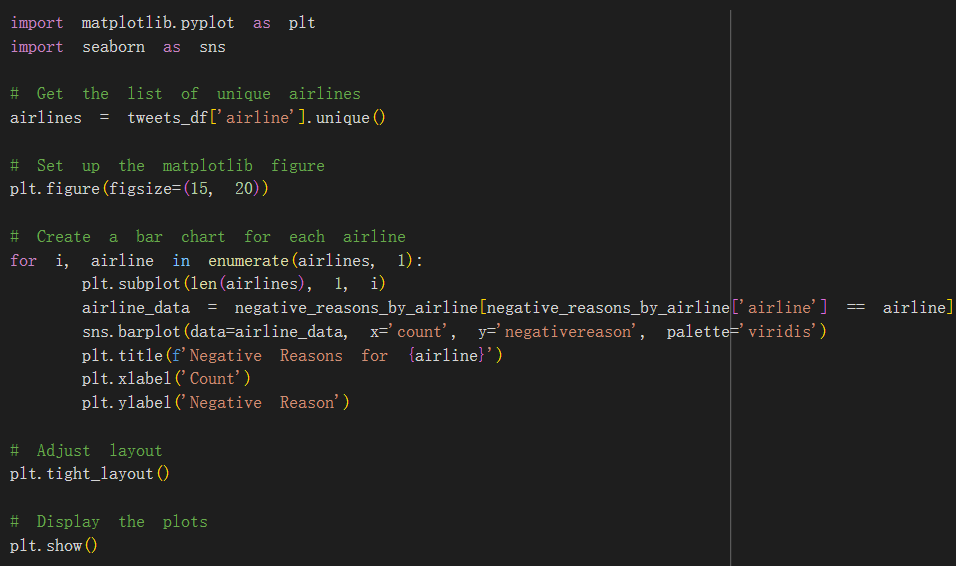 import matplotlib.pyplot as plt
import seaborn as sns
# Get the list of unique airlines
airlines = tweets_df['airline'].unique()
# Set up the matplotlib figure
plt.figure(figsize=(15, 20))
# Create a bar chart for each airline
for i, airline in enumerate(airlines, 1):
plt.subplot(len(airlines), 1, i)
airline_data = negative_reasons_by_airline[negative_reasons_by_airline['airline'] == airline]
sns.barplot(data=airline_data, x='count', y='negativereason', palette='viridis')
plt.title(f'Negative Reasons for {airline}')
plt.xlabel('Count')
plt.ylabel('Negative Reason')
# Adjust layout
plt.tight_layout()
# Display the plots
plt.show()